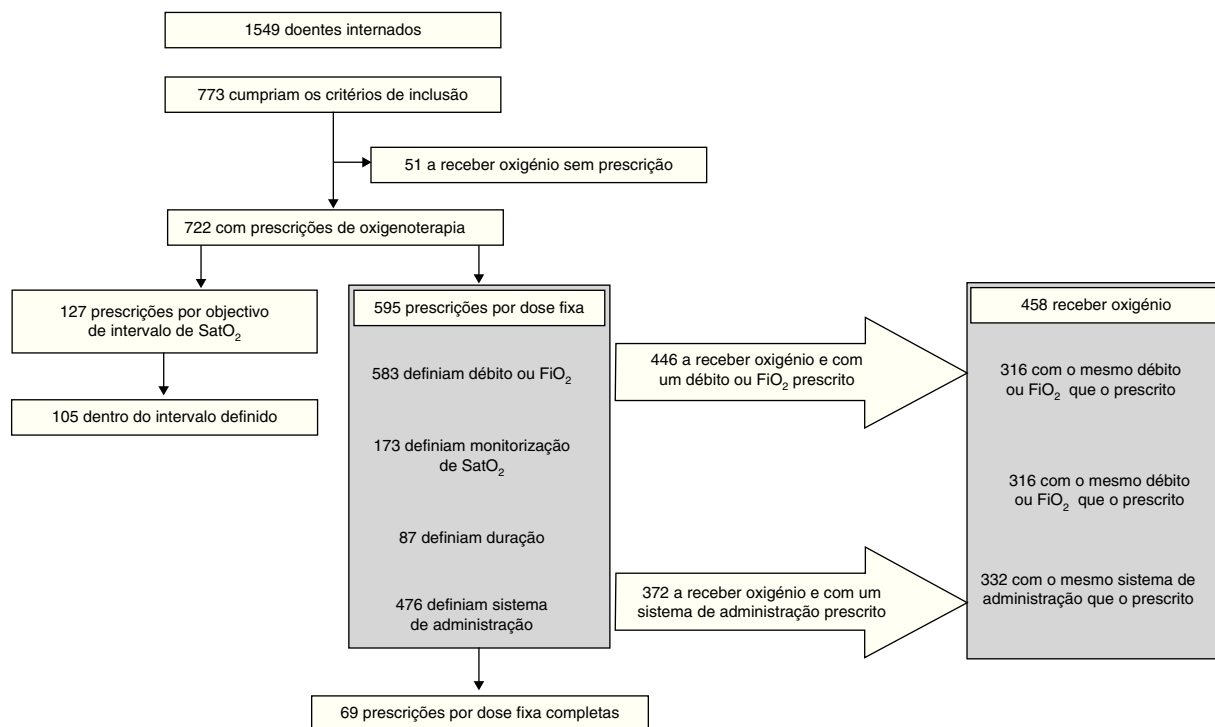 1549 doentes internados
773 cumpriam os critérios de inclusão
51 a receber oxigénio sem prescrição
722 com prescrições de oxigenoterapia
127 prescrições por objectivo
de intervalo de SatO₂
105 dentro do intervalo definido
595 prescrições por dose fixa
583 definiam débito ou FiO₂
173 definiam monitorização
de SatO₂
87 definiam duração
476 definiam sistema
de administração
69 prescrições por dose fixa completas
446 a receber oxigénio e com
um débito ou FiO₂ prescrito
372 a receber oxigénio e com um
sistema de administração prescrito
458 receber oxigénio
316 com o mesmo débito
ou FiO₂ que o prescrito
316 com o mesmo débito
ou FiO₂ que o prescrito
332 com o mesmo sistema de
administração que o prescrito